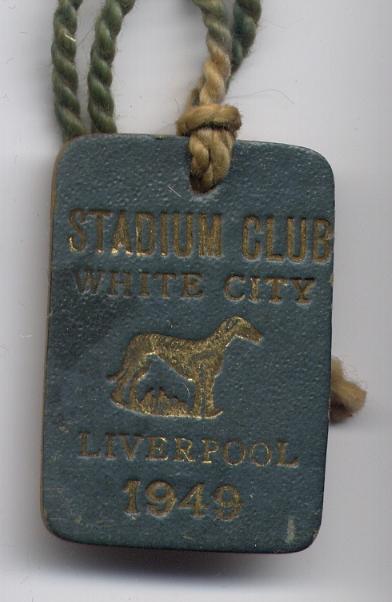 STADIUM CLUB
WHITE CITY
LIVERPOOL
1949